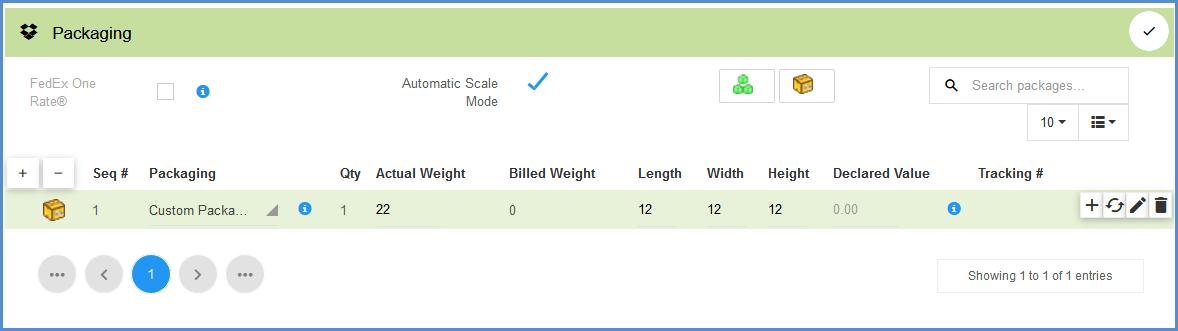 Packaging
FedEx One
Rate®
Automatic Scale
Mode
Search packages...
10
Seq # Packaging Qty Actual Weight Billed Weight Length Width Height Declared Value Tracking #
1 Custom Packa... 1 22 0 12 12 12 0.00
1
Showing 1 to 1 of 1 entries